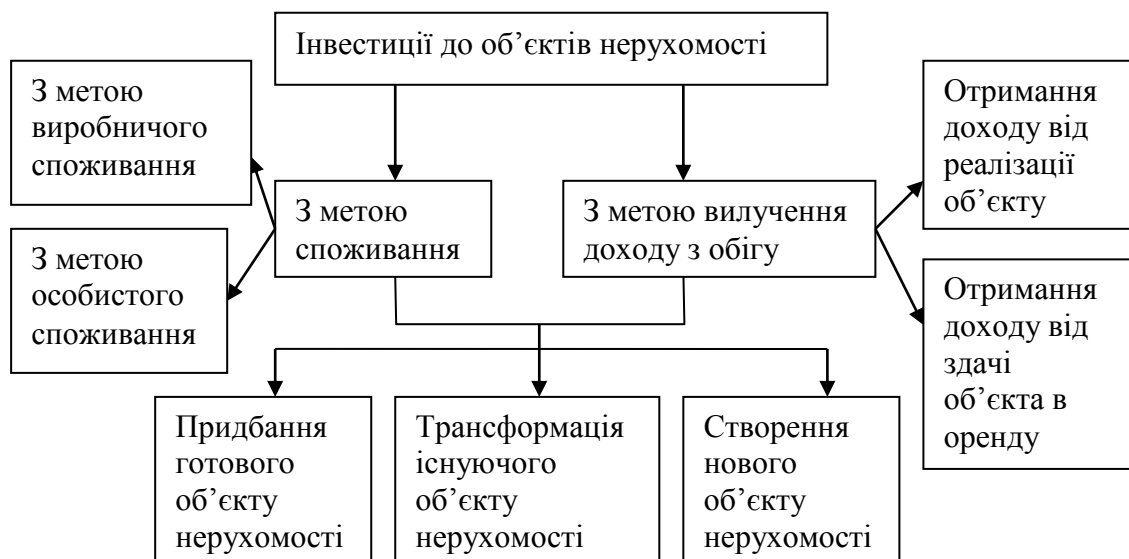 Інвестиції до об’єктів нерухомості
З метою
виробничого
споживання
З метою
особистого
споживання
З метою
споживання
З метою вилучення
доходу з обігу
Отримання
доходу від
реалізації
об’єкту
Отримання
доходу від
здачі
об’єкта в
оренду
Придбання
готового
об’єкту
нерухомості
Трансформація
існуючого
об’єкту
нерухомості
Створення
нового
об’єкту
нерухомості